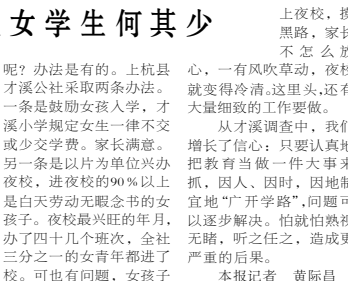 女学生何其少
呢?办法是有的。上杭县
才溪公社采取两条办法。
一条是鼓励女孩入学,才
溪小学规定女生一律不交
或少交学费。家长满意。
另一条是以片为单位兴办
夜校,进夜校的90%以上
是白天劳动无暇念书的女
孩子。夜校最兴旺的年月,
办了四十几个班次,全社
三分之一的女青年都进了
校。可也有问题,女孩子
上夜校,摸
黑路,家长
不怎么放
心,一有风吹草动,夜校
就变得冷清。这里头,还有
大量细致的工作要做。
从才溪调查中,我们
增长了信心:只要认真地
把教育当做一件大事来
抓,因人、因时,因地制
宜地“广开学路”,问题可
以逐步解决。怕就怕熟视
无睹,听之任之,造成更
严重的后果。
本报记者 黄际昌